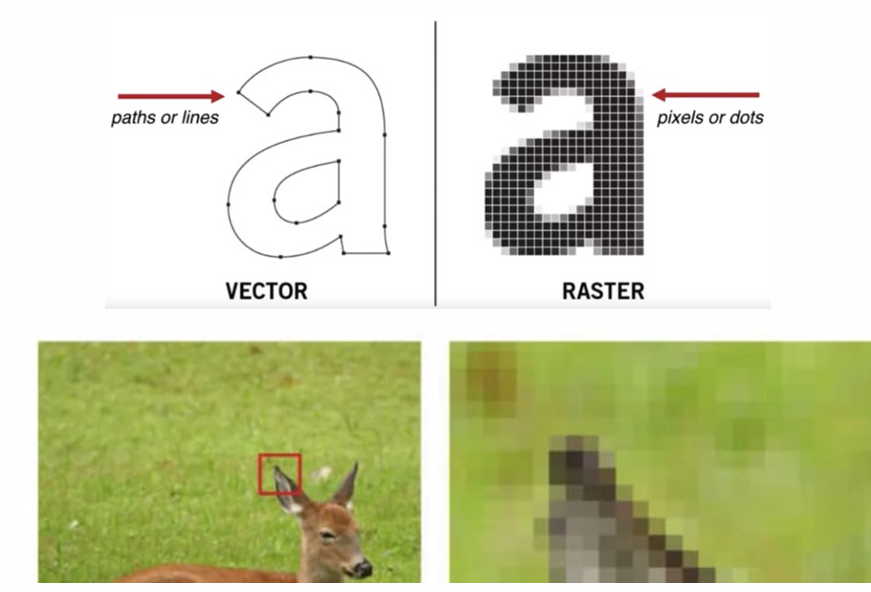 paths or lines
pixels or dots
a
a
VECTOR
RASTER